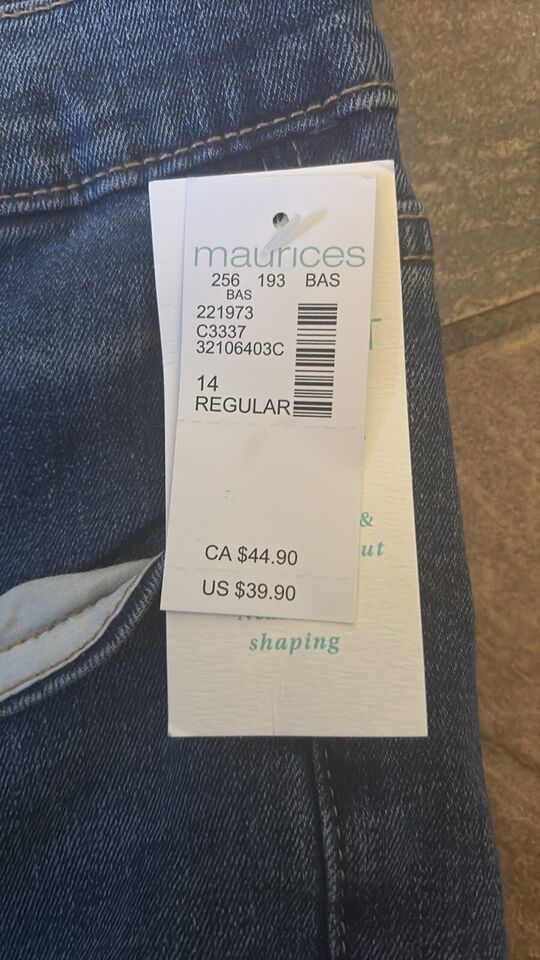 maurices
256 193 BAS
BAS
221973
C3337
32106403C
14
REGULAR
CA $44.90
US $39.90
T
&
ut
shaping